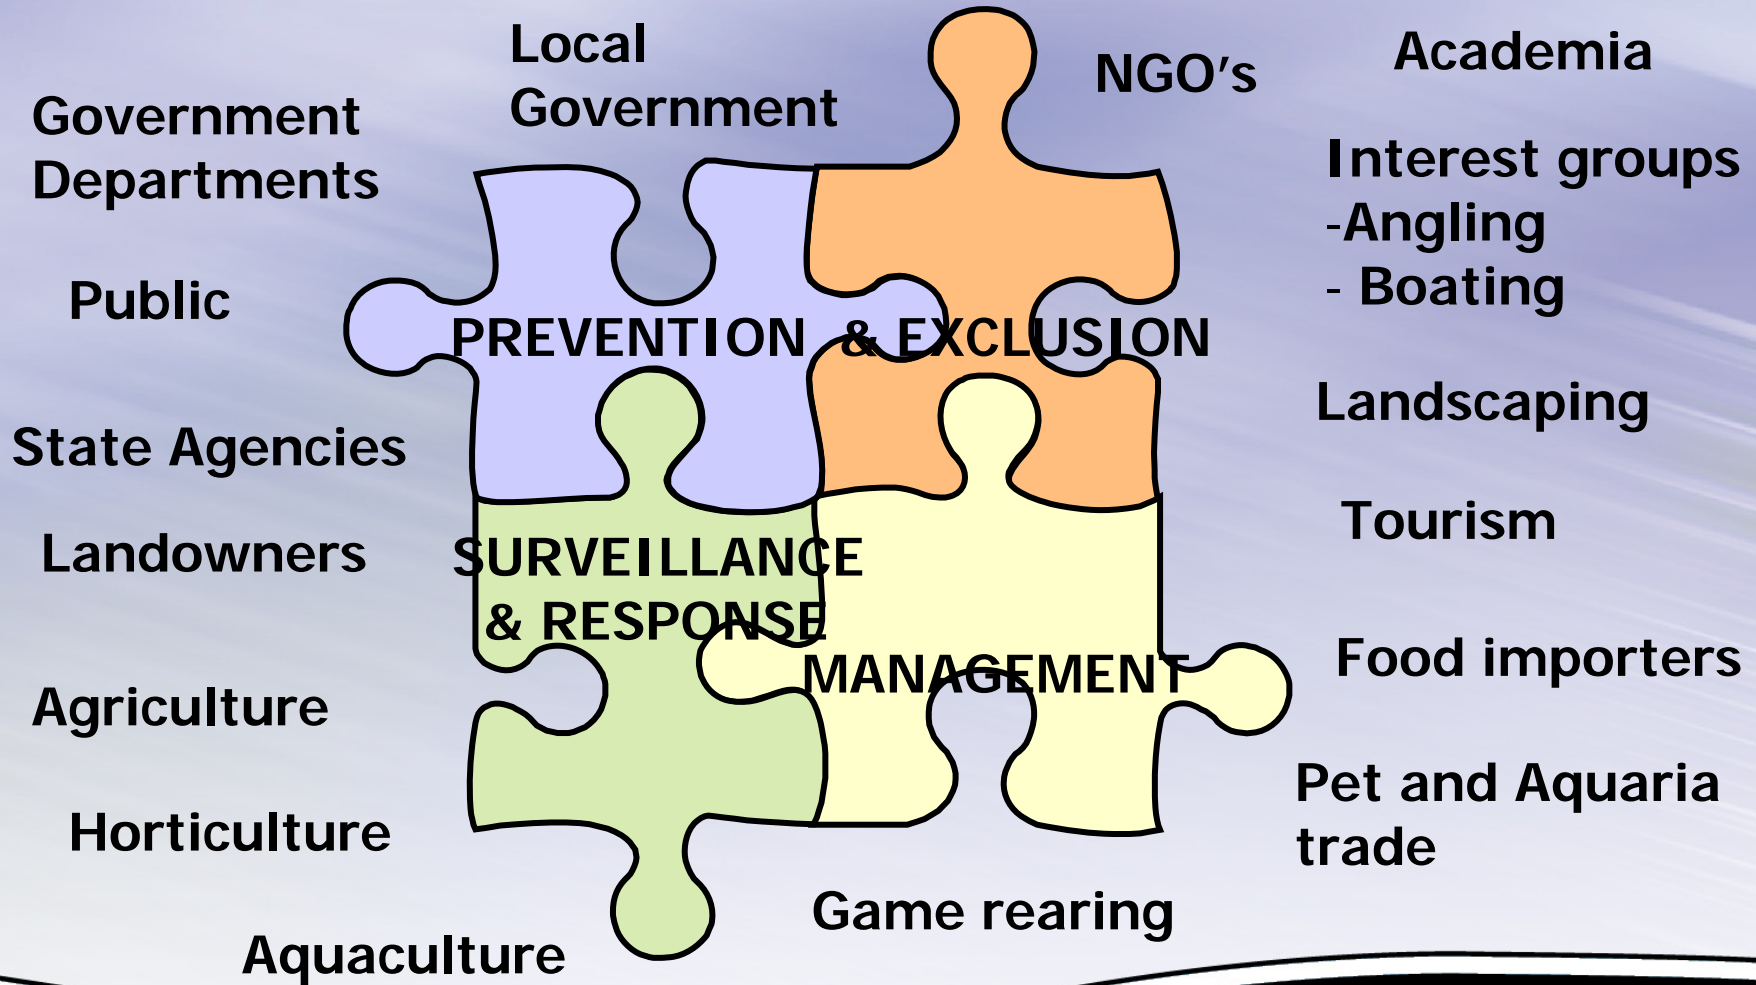 Local
Government
NGO's
Academia
Government
Departments
Interest groups
-Angling
- Boating
Public
PREVENTION & EXCLUSION
Landscaping
State Agencies
Tourism
Landowners
SURVEILLANCE
& RESPONSE
Food importers
MANAGEMENT
Agriculture
Pet and Aquaria
trade
Horticulture
Game rearing
Aquaculture